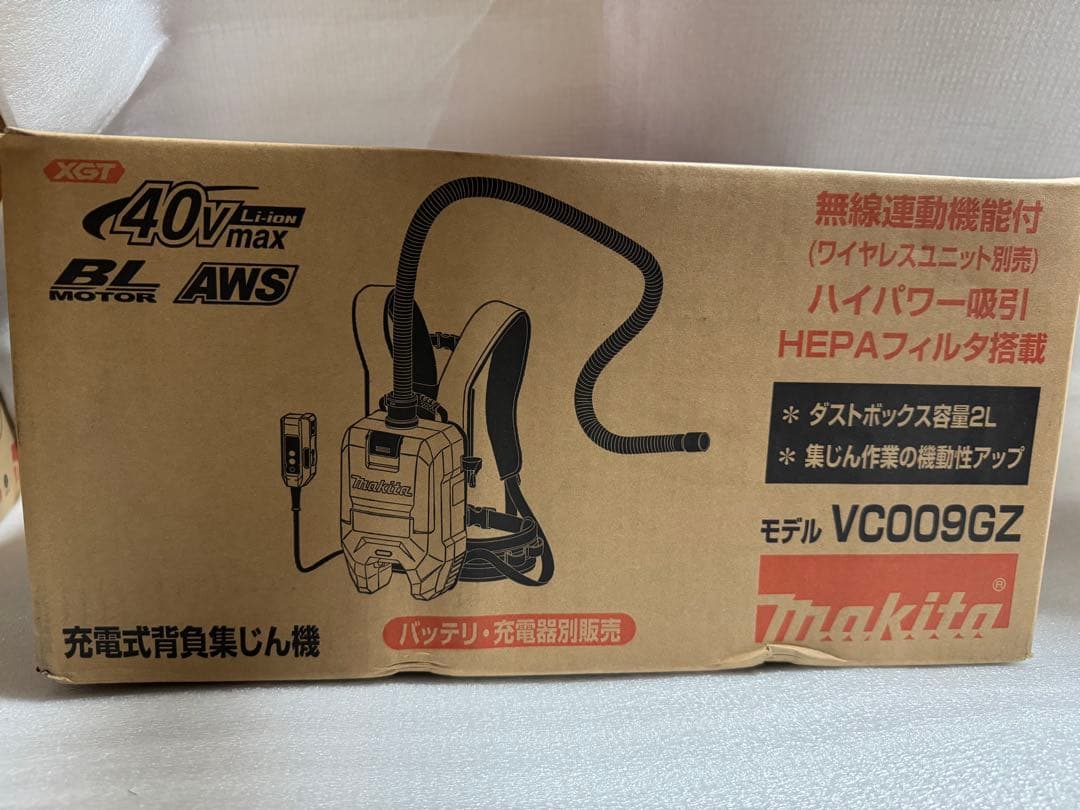 XGT
40Vmax Li-ion
BL MOTOR
AWS
無線連動機能付
(ワイヤレスユニット別売)
ハイパワー吸引
HEPAフィルタ搭載
* ダストボックス容量2L
* 集じん作業の機動性アップ
モデル VC009GZ
makita®
makita
充電式背負集じん機
バッテリ・充電器別販売